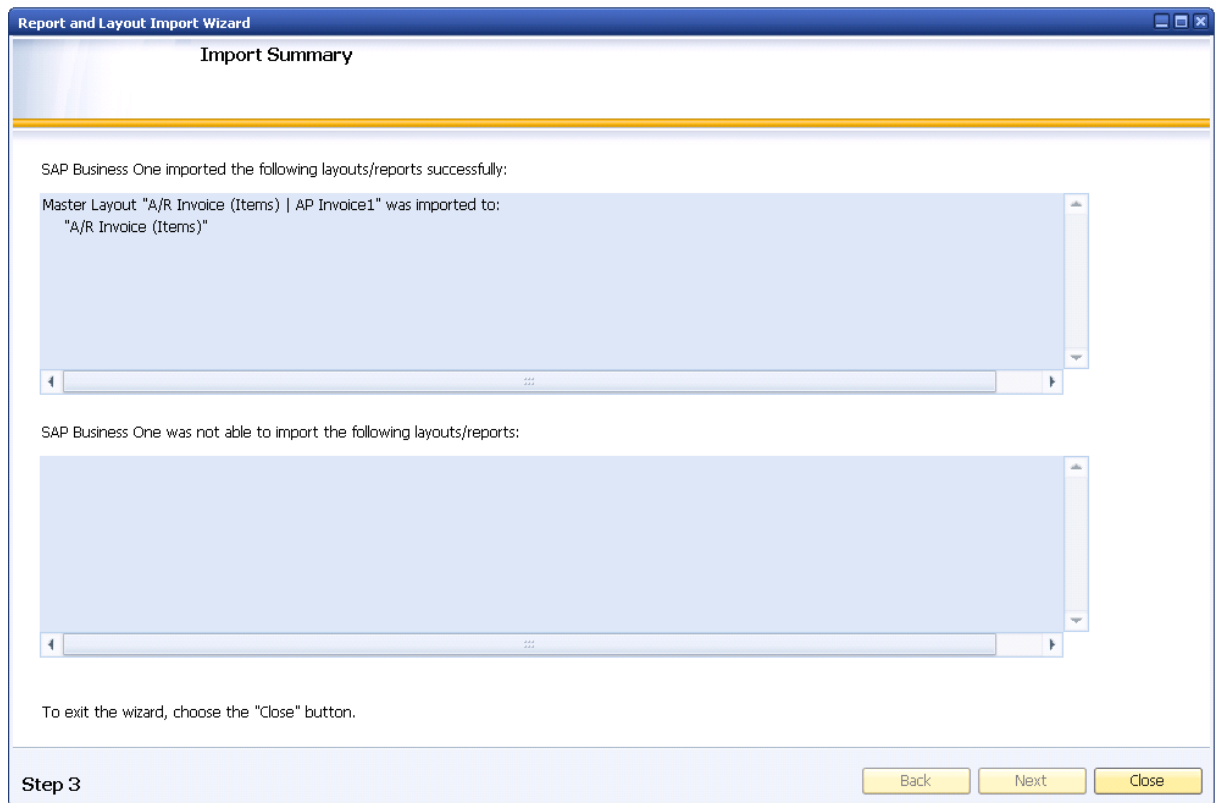 Report and Layout Import Wizard
Import Summary
SAP Business One imported the following layouts/reports successfully:
Master Layout "A/R Invoice (Items) | AP Invoice1" was imported to:
"A/R Invoice (Items)"
SAP Business One was not able to import the following layouts/reports:
To exit the wizard, choose the "Close" button.
Step 3
Back
Next
Close